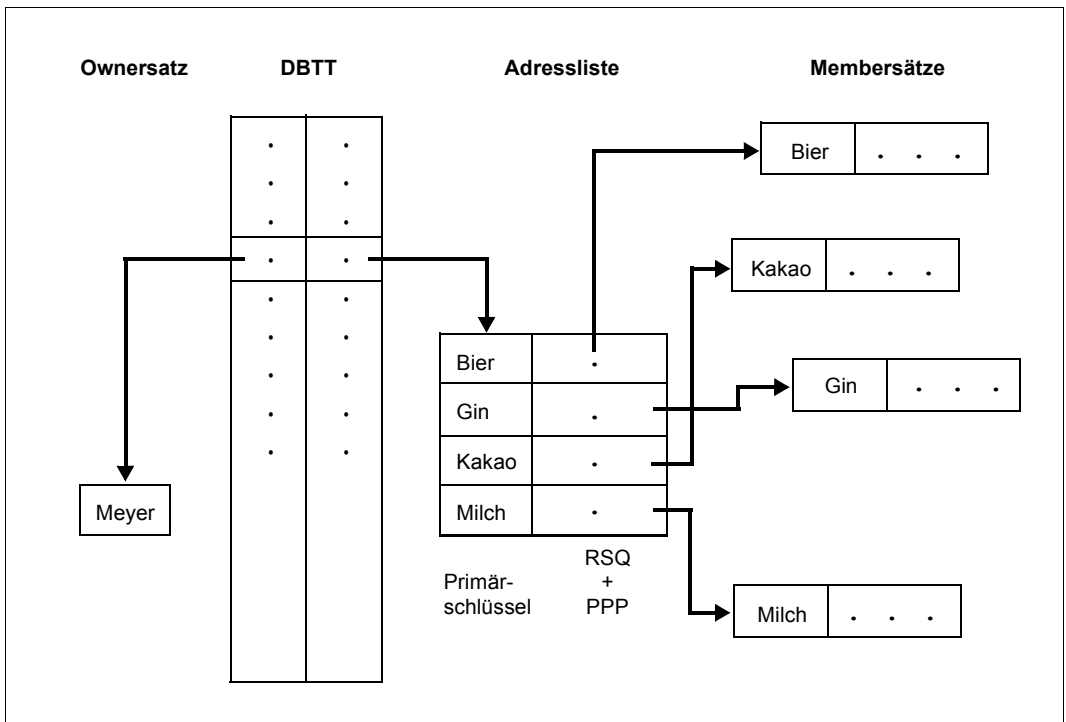 Ownersatz DBTT Adressliste Membersätze
Bier . . .
Kakao . . .
Gin . . .
Bier
Gin
Kakao
Milch
Meyer
Primär-
schlüssel
RSQ
+
PPP
Milch . . .